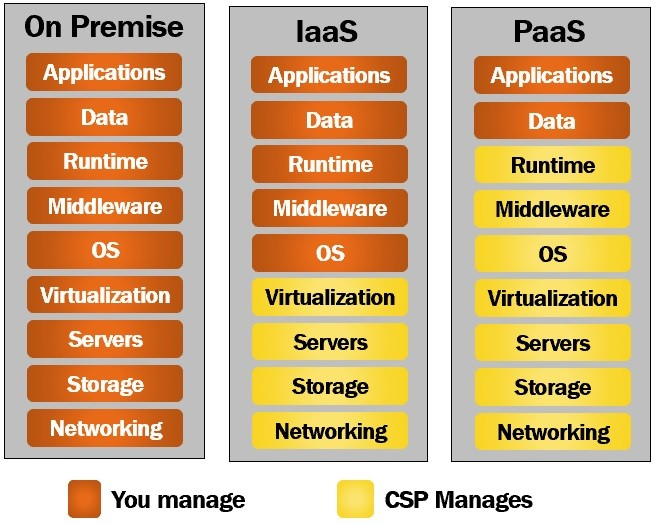 On Premise
Applications
Data
Runtime
Middleware
OS
Virtualization
Servers
Storage
Networking
IaaS
Applications
Data
Runtime
Middleware
OS
Virtualization
Servers
Storage
Networking
PaaS
Applications
Data
Runtime
Middleware
OS
Virtualization
Servers
Storage
Networking
You manage
CSP Manages